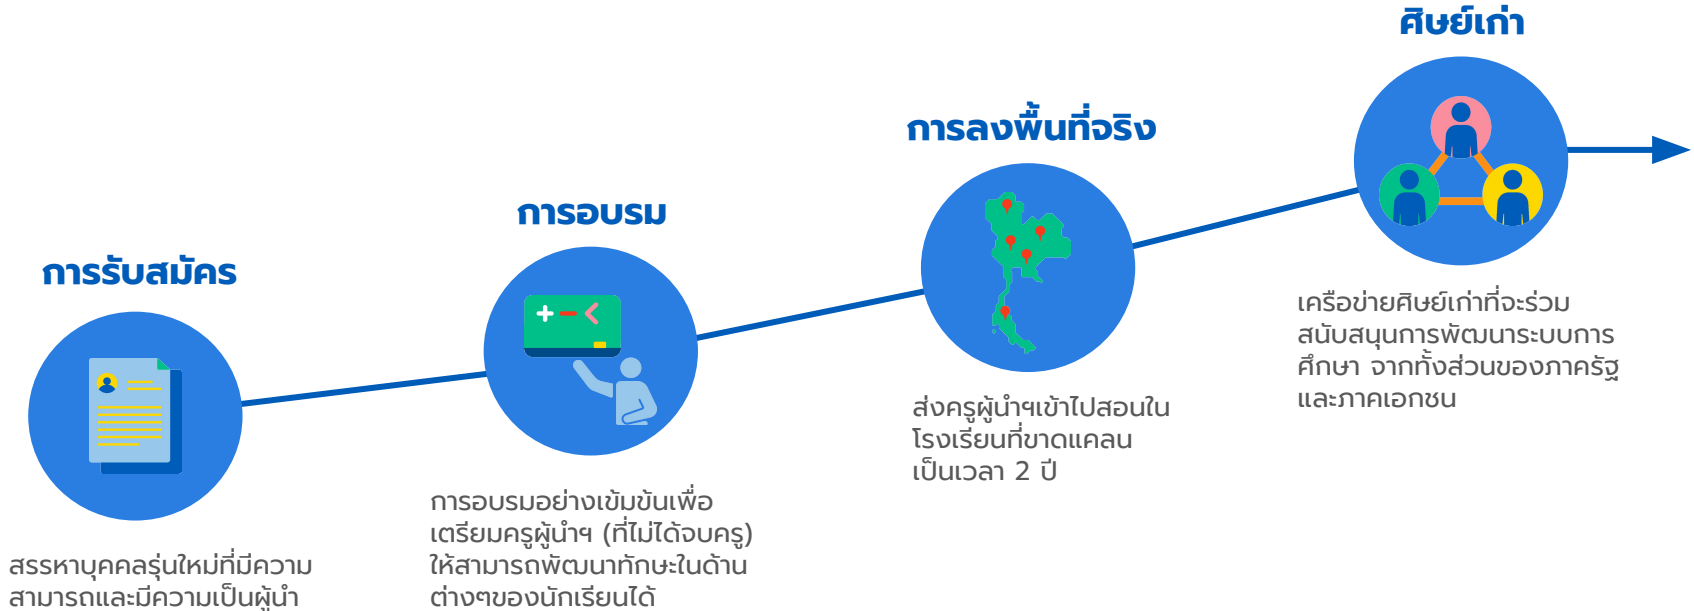 การรับสมัคร
สรรหาบุคคลรุ่นใหม่ที่มีความ
สามารถและมีความเป็นผู้นำ
การอบรม
การอบรมอย่างเข้มข้นเพื่อ
เตรียมครูผู้นำฯ (ที่ไม่ได้จบครู)
ให้สามารถพัฒนาทักษะในด้าน
ต่างๆของนักเรียนได้
การลงพื้นที่จริง
ส่งครูผู้นำฯเข้าไปสอนใน
โรงเรียนที่ขาดแคลน
เป็นเวลา 2 ปี
ศิษย์เก่า
เครือข่ายศิษย์เก่าที่จะร่วม
สนับสนุนการพัฒนาระบบการ
ศึกษา จากทั้งส่วนของภาครัฐ
และภาคเอกชน